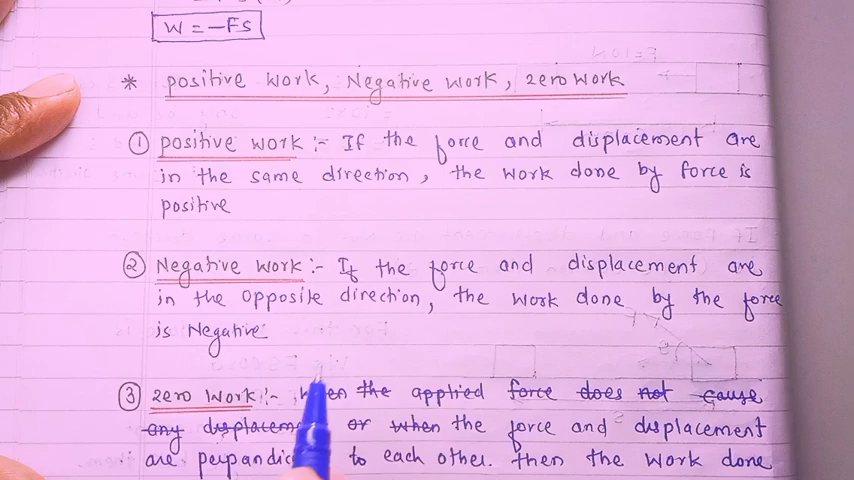 W = -Fs
* positive work, Negative work, zero work
① positive work :- If the force and displacement are
in the same direction, the work done by force is
positive
② Negative work :- If the force and displacement are
in the opposite direction, the work done by the force
is Negative
③ zero work :- the applied force does not cause
any or when the force and displacement
are to each other. then the work done